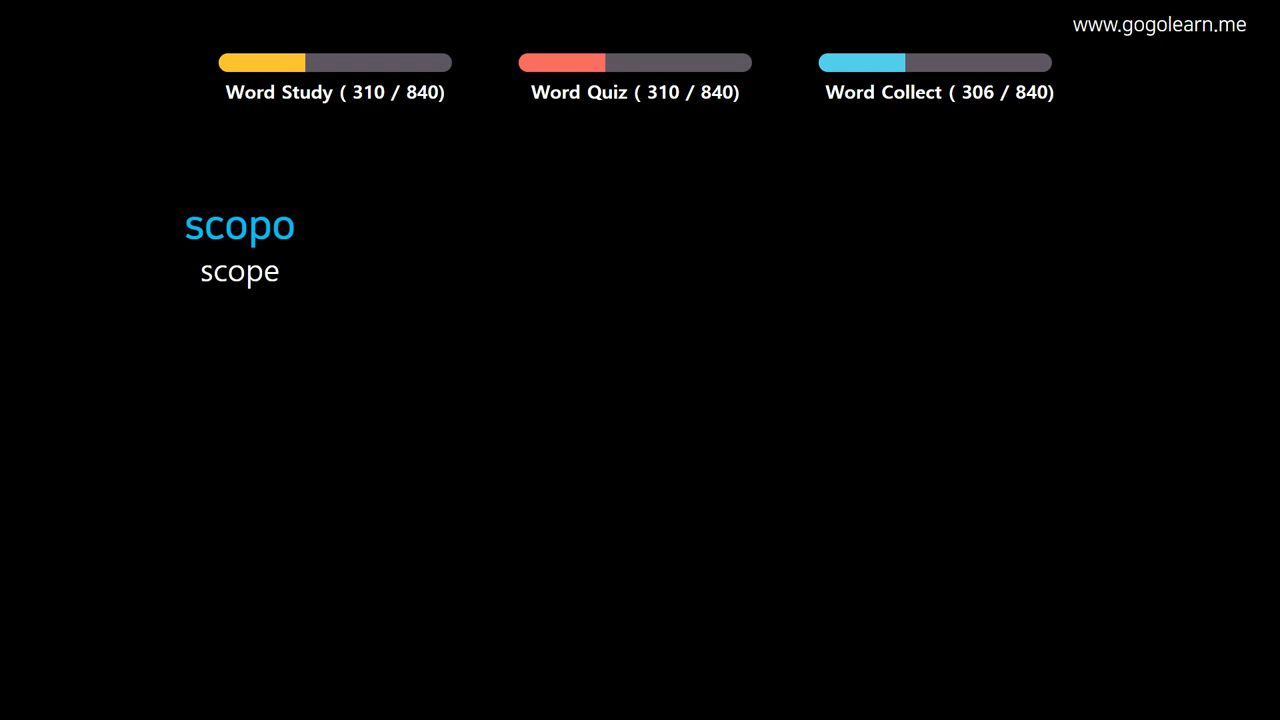 www.gogolearn.me
Word Study ( 310 / 840)
Word Quiz ( 310 / 840)
Word Collect ( 306 / 840)
scopo
scope